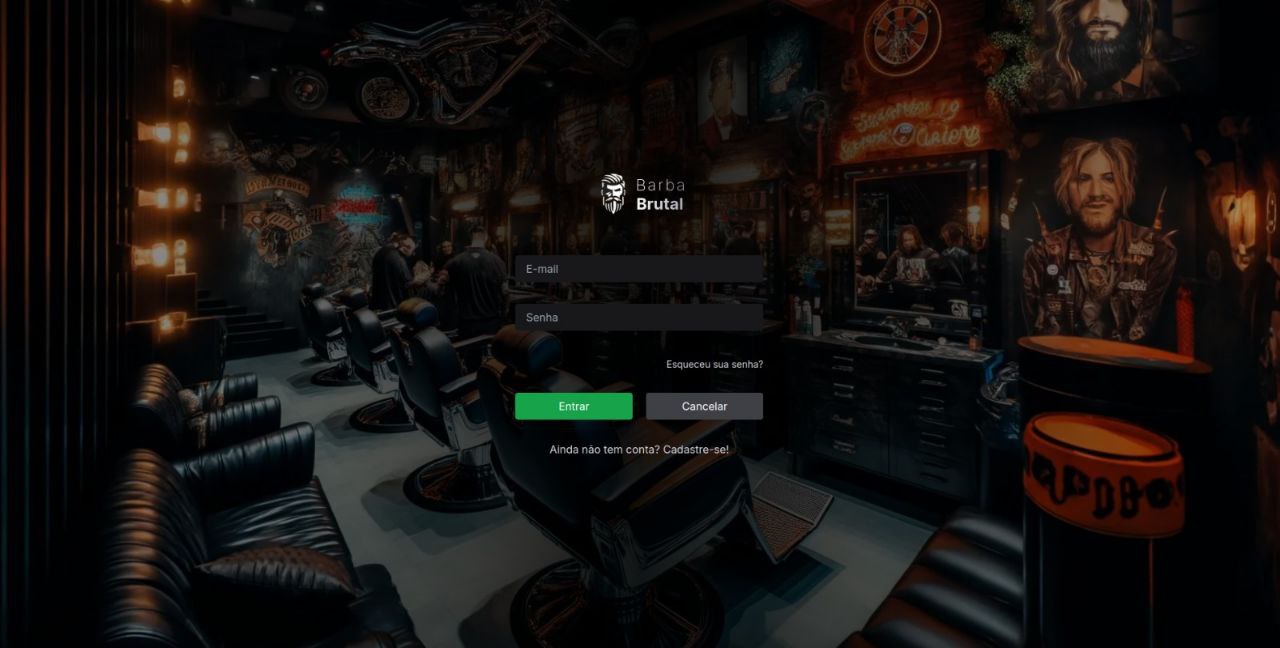 Barba
Brutal
E-mail
Senha
Esqueceu sua senha?
Entrar
Cancelar
Ainda não tem conta? Cadastre-se!